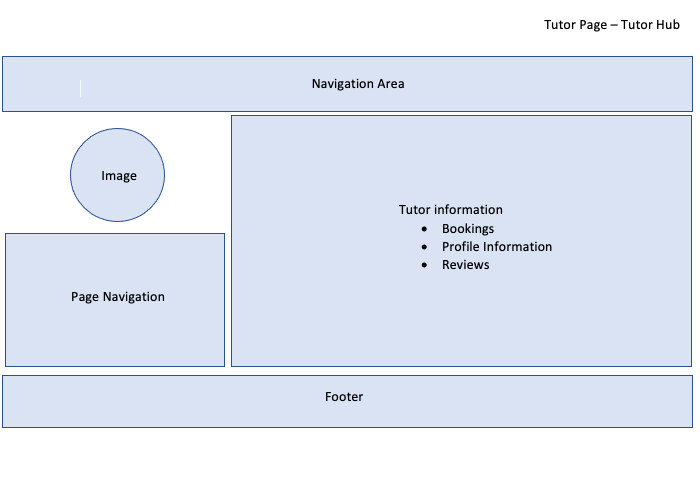 Tutor Page – Tutor Hub
Navigation Area
Image
Page Navigation
Tutor information
• Bookings
• Profile Information
• Reviews
Footer